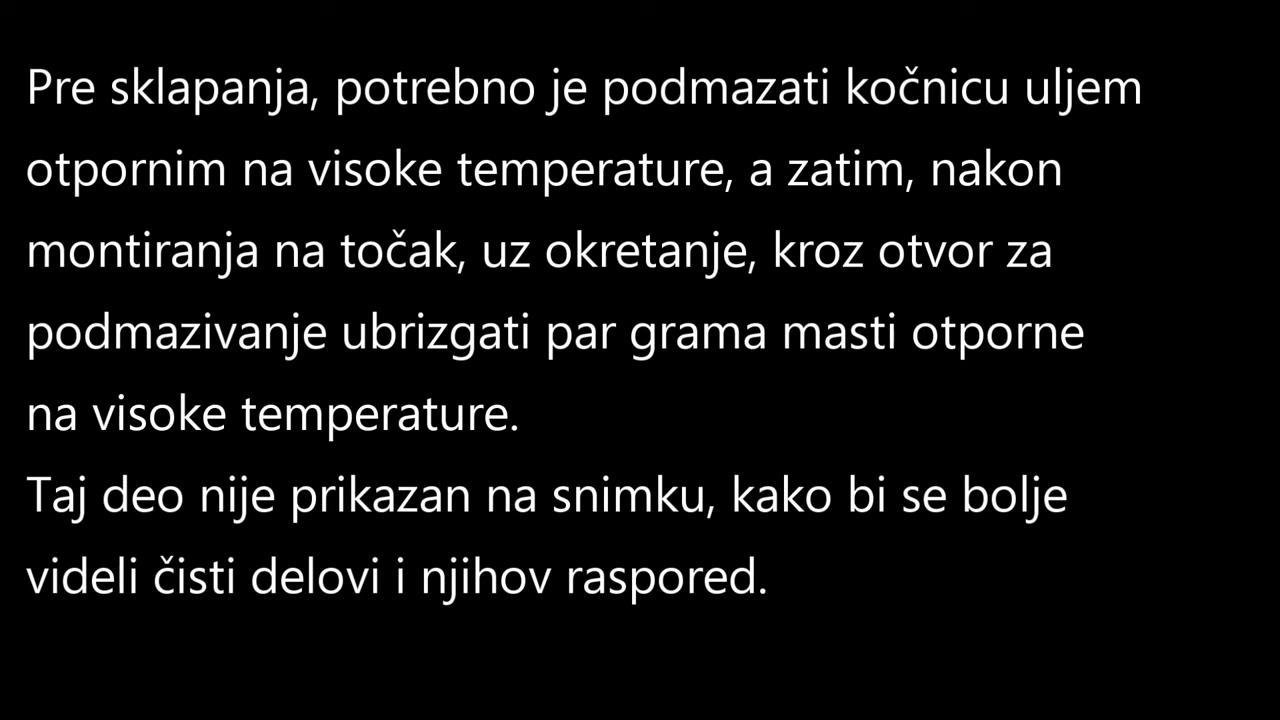 Pre sklapanja, potrebno je podmazati kočnicu uljem
otpornim na visoke temperature, a zatim, nakon
montiranja na točak, uz okretanje, kroz otvor za
podmazivanje ubrizgati par grama masti otporne
na visoke temperature.
Taj deo nije prikazan na snimku, kako bi se bolje
videli čisti delovi i njihov raspored.